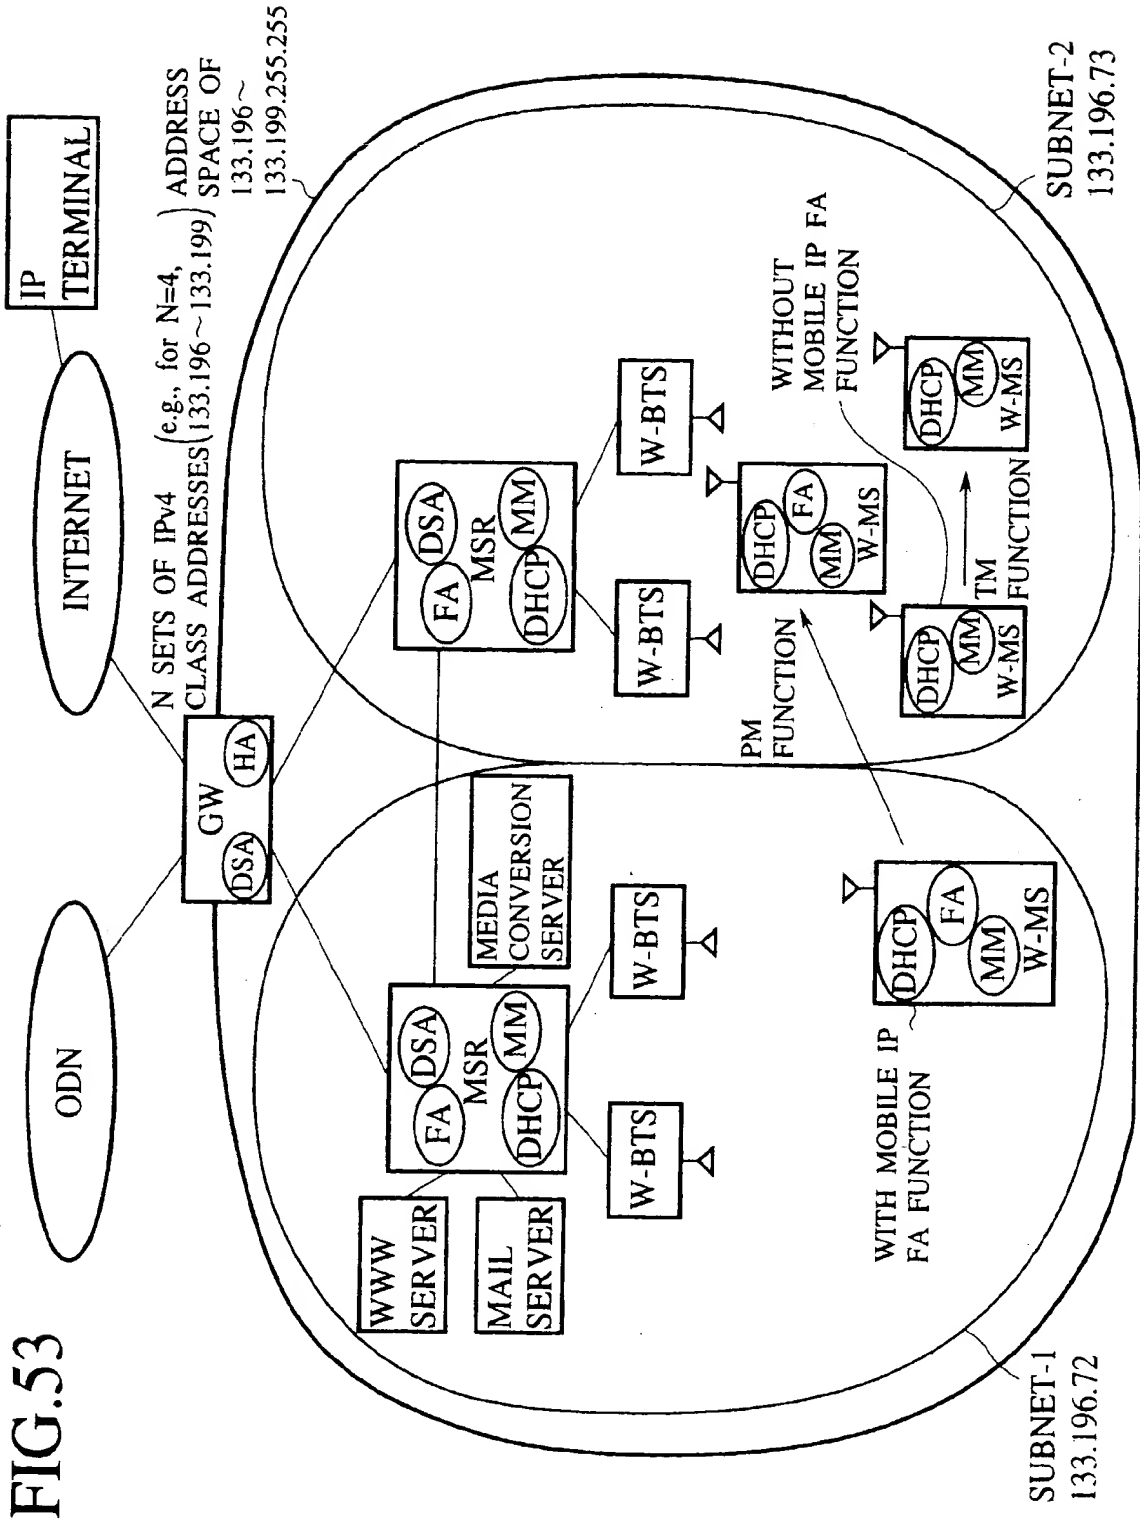 FIG.53
ODN
INTERNET
IP
TERMINAL
GW
DSA
HA
N SETS OF IPv4
CLASS ADDRESSES
(e.g., for N=4,
133.196~133.199)
ADDRESS
SPACE OF
133.196~
133.199.255.255
WWW
SERVER
MAIL
SERVER
FA
DSA
MSR
DHCP
MM
MEDIA
CONVERSION
SERVER
W-BTS
W-BTS
FA
DSA
MSR
DHCP
MM
W-BTS
W-BTS
WITH MOBILE IP
FA FUNCTION
DHCP
FA
MM
W-MS
PM
FUNCTION
DHCP
FA
MM
W-MS
WITHOUT
MOBILE IP FA
FUNCTION
DHCP
MM
W-MS
TM
FUNCTION
DHCP
MM
W-MS
SUBNET-1
133.196.72
SUBNET-2
133.196.73